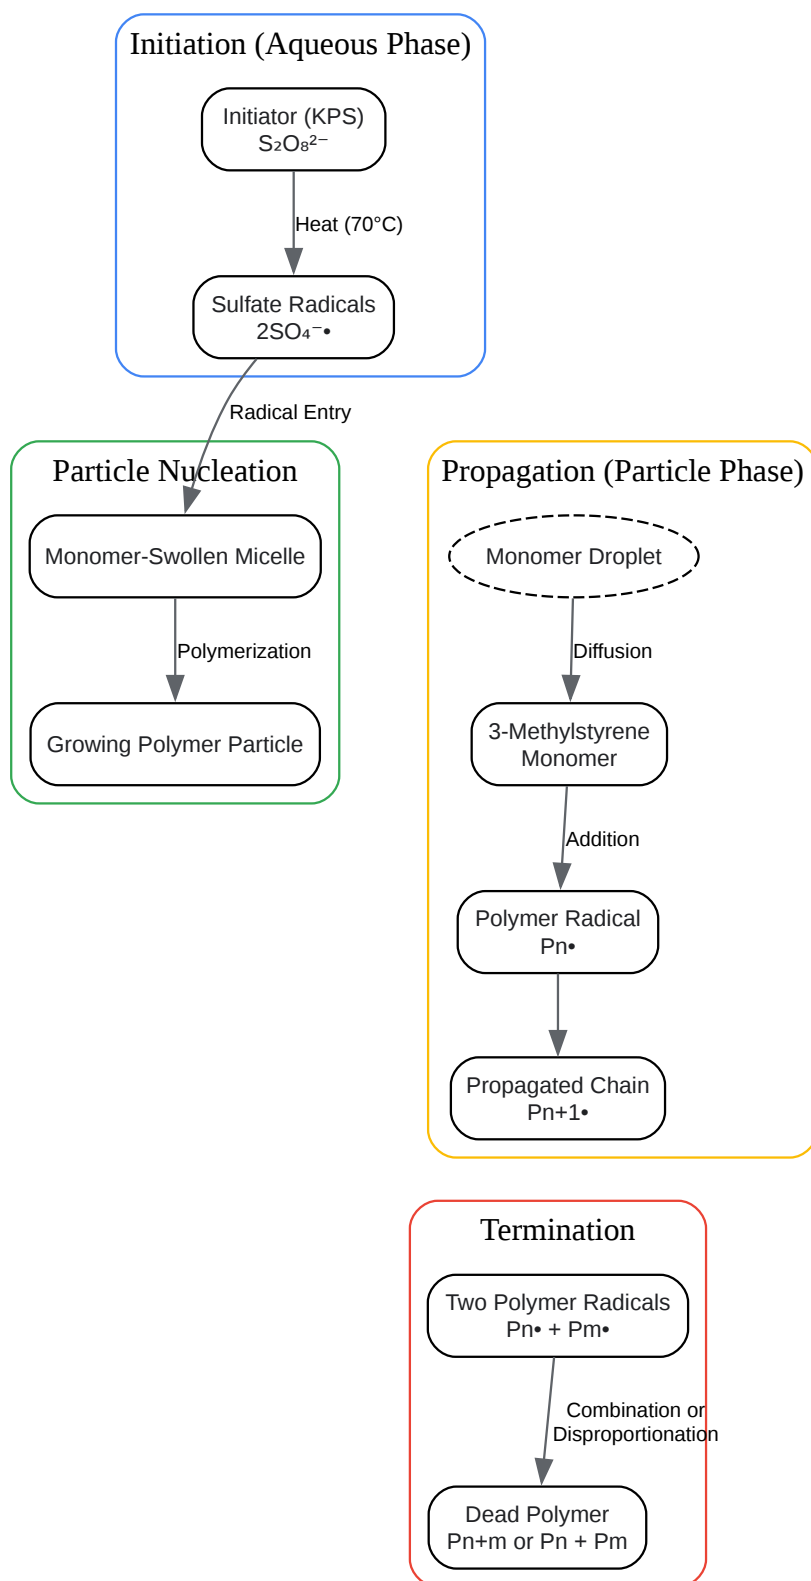 Initiation (Aqueous Phase)
Initiator (KPS)
S₂O₈²⁻
Heat (70°C)
Sulfate Radicals
2SO₄⁻•
Radical Entry
Particle Nucleation
Monomer-Swollen Micelle
Polymerization
Growing Polymer Particle
Propagation (Particle Phase)
Monomer Droplet
Diffusion
3-Methylstyrene
Monomer
Addition
Polymer Radical
Pn•
Propagated Chain
Pn+1•
Termination
Two Polymer Radicals
Pn• + Pm•
Combination or
Disproportionation
Dead Polymer
Pn+m or Pn + Pm